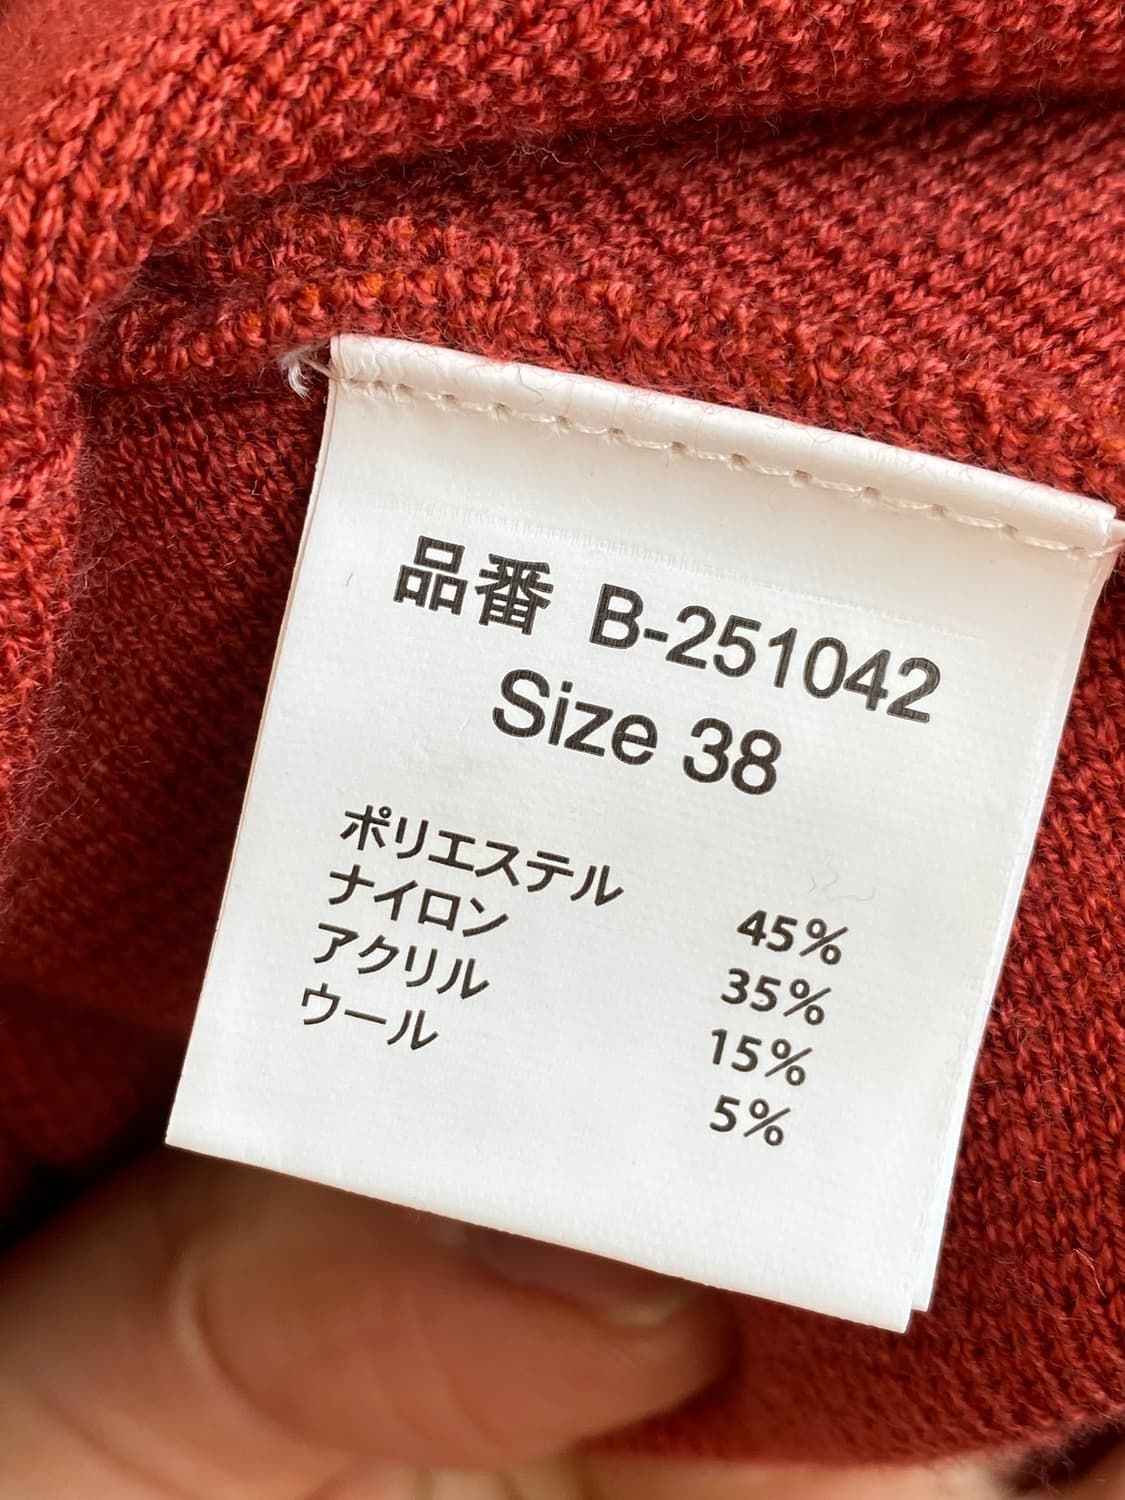 品番 B-251042
Size 38
ポリエステル 45%
ナイロン 35%
アクリル 15%
ウール 5%